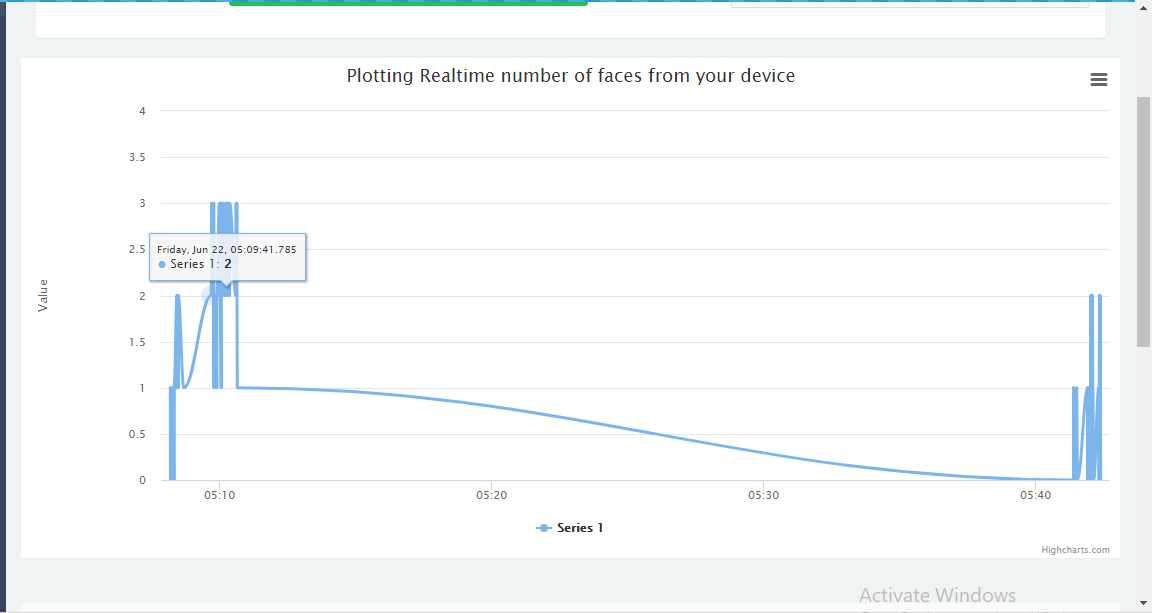 Plotting Realtime number of faces from your device
4
3.5
3
2.5
2
1.5
1
0.5
0
Value
Friday, Jun 22, 05:09:41.785
Series 1: 2
05:10
05:20
05:30
05:40
Series 1
Highcharts.com
Activate Windows